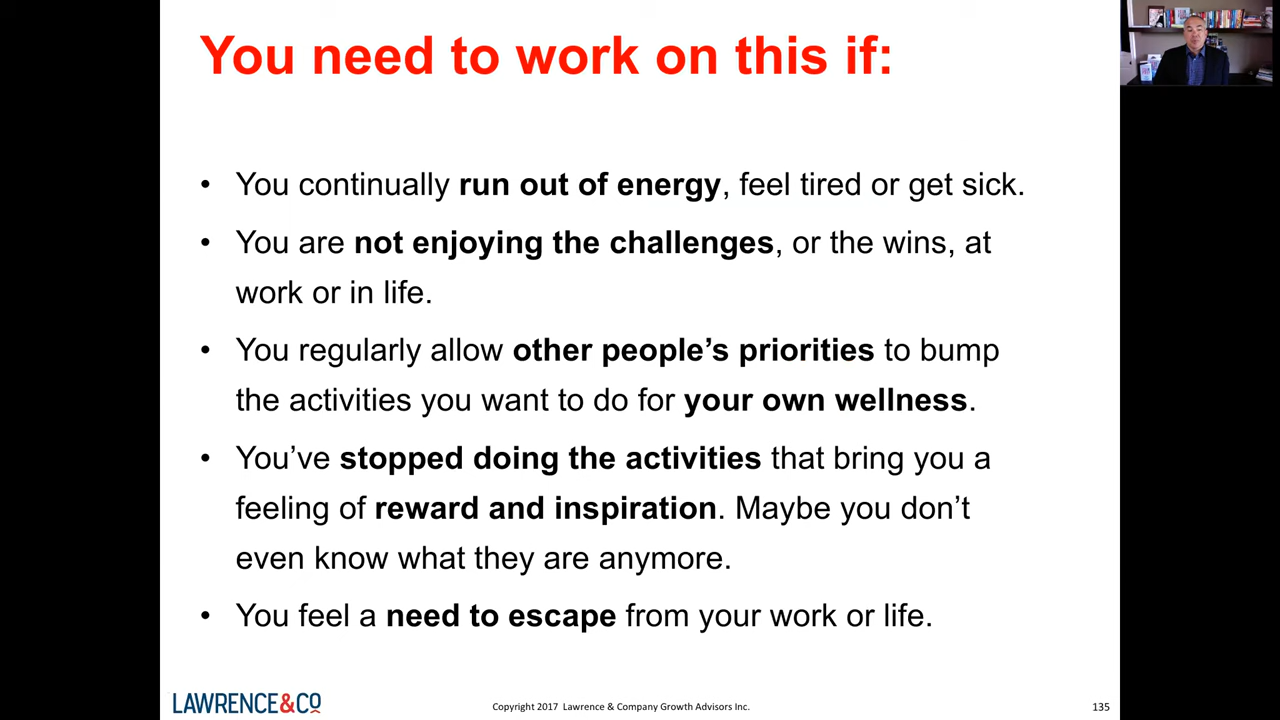 You need to work on this if:
• You continually run out of energy, feel tired or get sick.
• You are not enjoying the challenges, or the wins, at
work or in life.
• You regularly allow other people’s priorities to bump
the activities you want to do for your own wellness.
• You’ve stopped doing the activities that bring you a
feeling of reward and inspiration. Maybe you don’t
even know what they are anymore.
• You feel a need to escape from your work or life.
LAWRENCE&CO
Copyright 2017 Lawrence & Company Growth Advisors Inc.
135